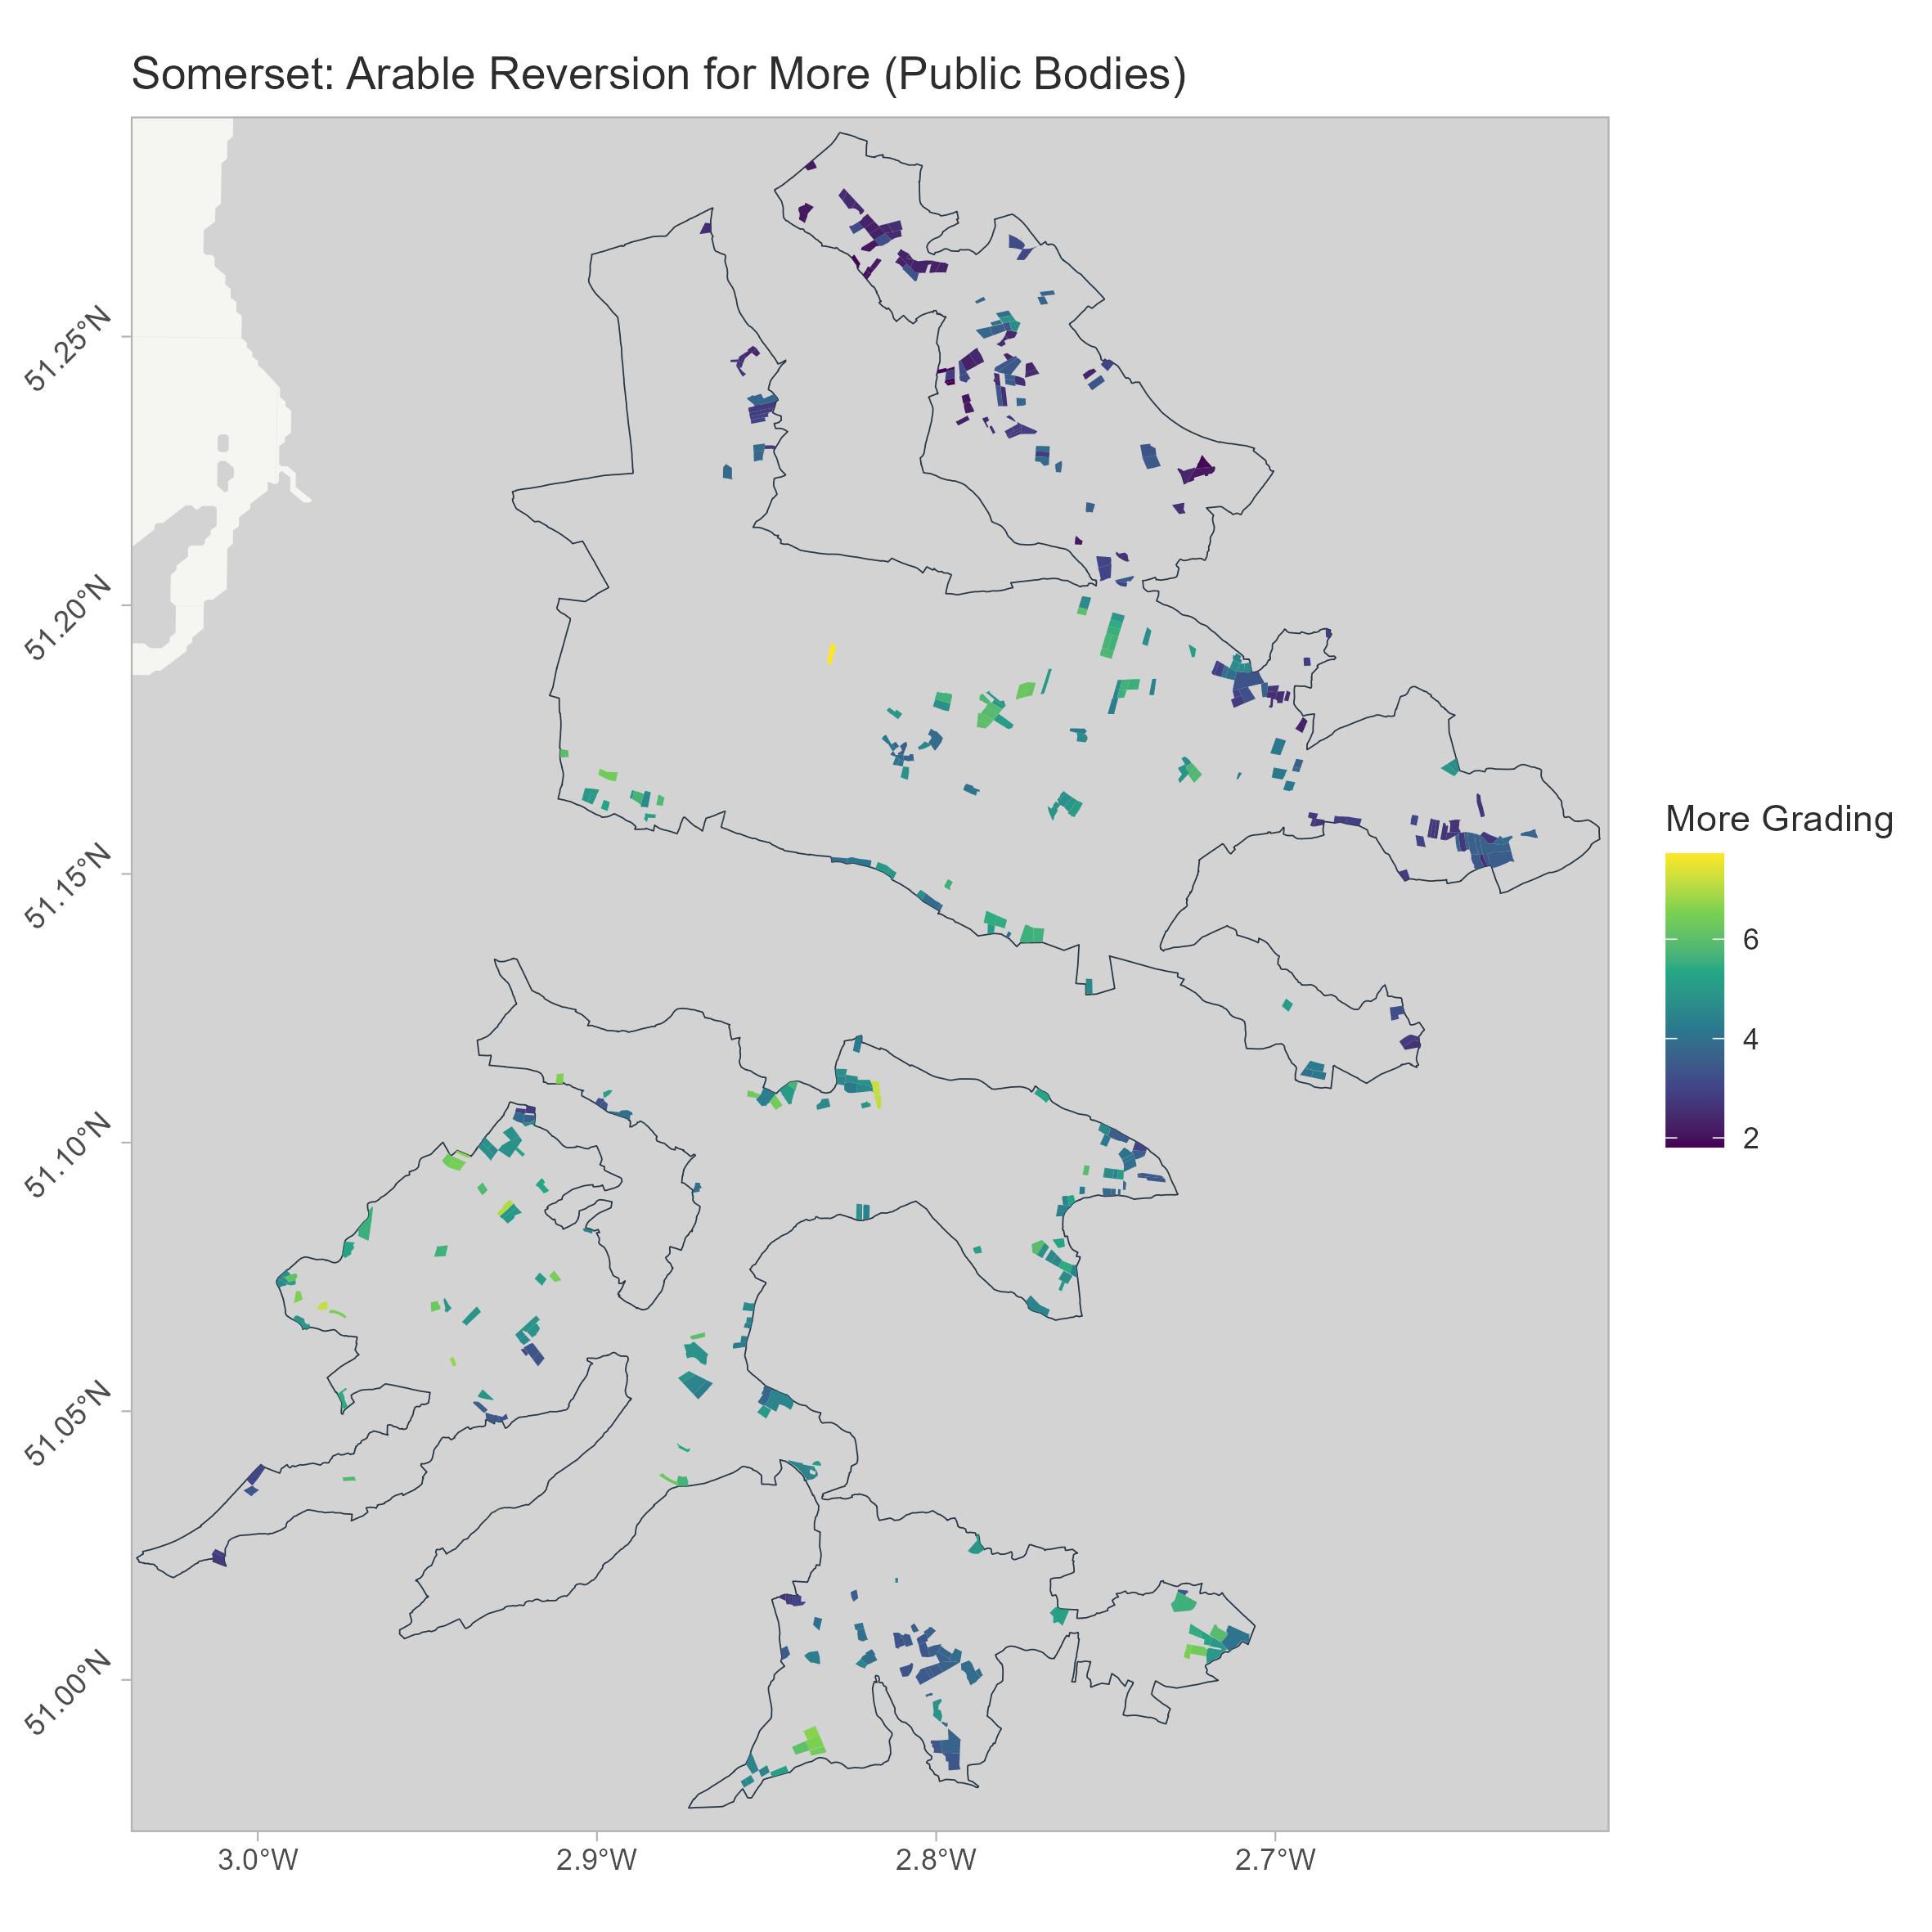 Somerset: Arable Reversion for More (Public Bodies)
51.25°N
51.20°N
51.15°N
51.10°N
51.05°N
51.00°N
3.0°W
2.9°W
2.8°W
2.7°W
More Grading
6
4
2